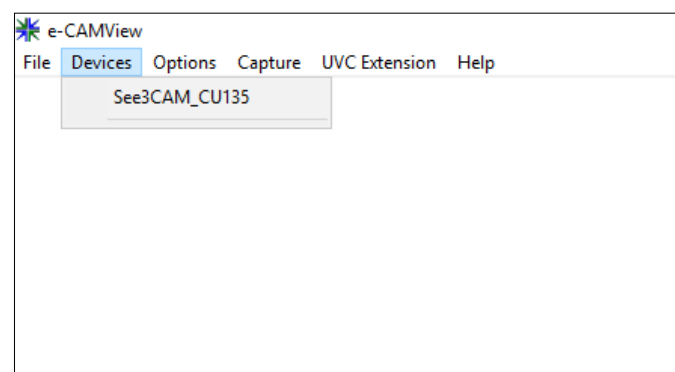 e-CAMView
File Devices Options Capture UVC Extension Help
See3CAM_CU135